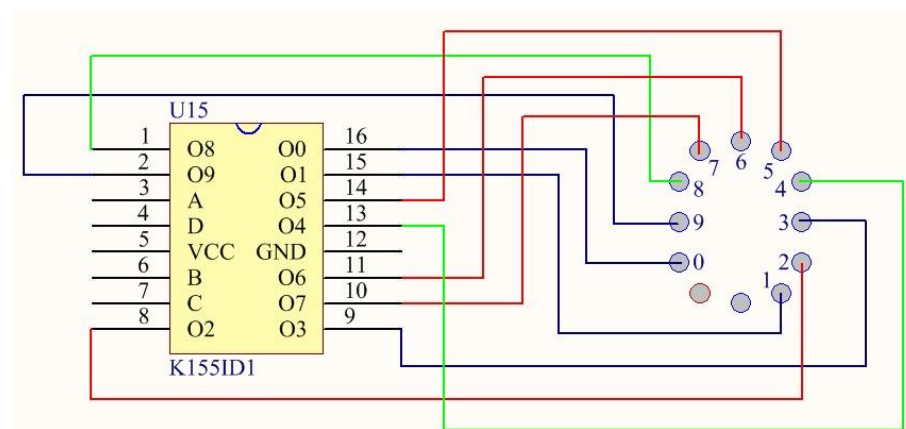 U15
1 O8 O0 16
2 O9 O1 15
3 A O5 14
4 D O4 13
5 VCC GND 12
6 B O6 11
7 C O7 10
8 O2 O3 9
K155ID1
7 6 5
8 4
9 3
0 2
1